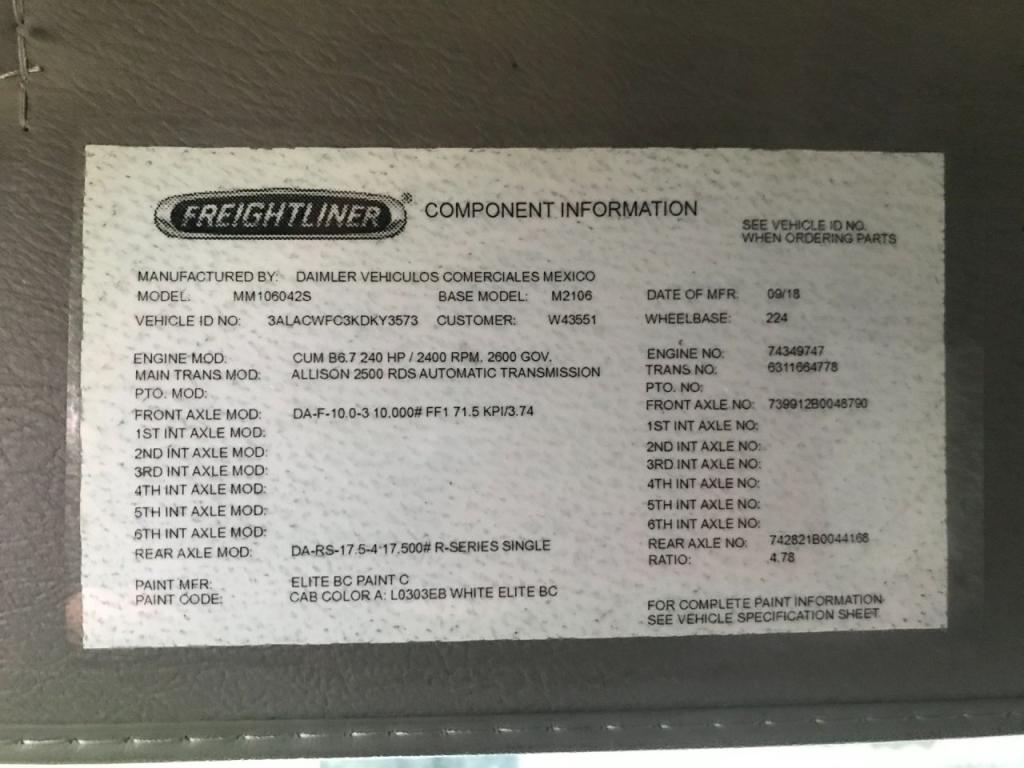 FREIGHTLINER® COMPONENT INFORMATION
SEE VEHICLE ID NO.
WHEN ORDERING PARTS
MANUFACTURED BY: DAIMLER VEHICULOS COMERCIALES MEXICO
MODEL: MM106042S BASE MODEL: M2106 DATE OF MFR: 09/18
VEHICLE ID NO: 3ALACWFC3KDKY3573 CUSTOMER: W43551 WHEELBASE: 224
ENGINE MOD: CUM B6.7 240 HP / 2400 RPM. 2600 GOV. ENGINE NO: 74349747
MAIN TRANS MOD: ALLISON 2500 RDS AUTOMATIC TRANSMISSION TRANS NO: 6311664778
PTO. MOD: PTO. NO:
FRONT AXLE MOD: DA-F-10.0-3 10.000# FF1 71.5 KPI/3.74 FRONT AXLE NO: 739912B0048790
1ST INT AXLE MOD: 1ST INT AXLE NO:
2ND INT AXLE MOD: 2ND INT AXLE NO:
3RD INT AXLE MOD: 3RD INT AXLE NO:
4TH INT AXLE MOD: 4TH INT AXLE NO:
5TH INT AXLE MOD: 5TH INT AXLE NO:
6TH INT AXLE MOD: 6TH INT AXLE NO:
REAR AXLE MOD: DA-RS-17.5-4 17,500# R-SERIES SINGLE REAR AXLE NO: 742821B0044168
RATIO: 4.78
PAINT MFR: ELITE BC PAINT C
PAINT CODE: CAB COLOR A: L0303EB WHITE ELITE BC
FOR COMPLETE PAINT INFORMATION
SEE VEHICLE SPECIFICATION SHEET